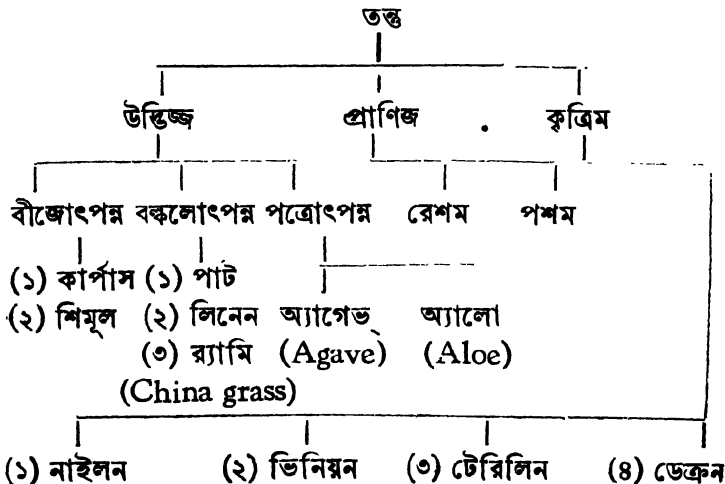 তন্তু
উদ্ভিজ্জ প্রাণিজ কৃত্রিম
বীজোৎপন্ন বল্কলোৎপন্ন পত্রোৎপন্ন রেশম পশম
(১) কার্পাস (১) পাট
(২) শিমূল (২) লিনেন অ্যাগেভ্ অ্যালো
(৩) র‍্যামি (Agave) (Aloe)
(China grass)
(১) নাইলন (২) ভিনিয়ন (৩) টেরিলিন (৪) ডেক্রন